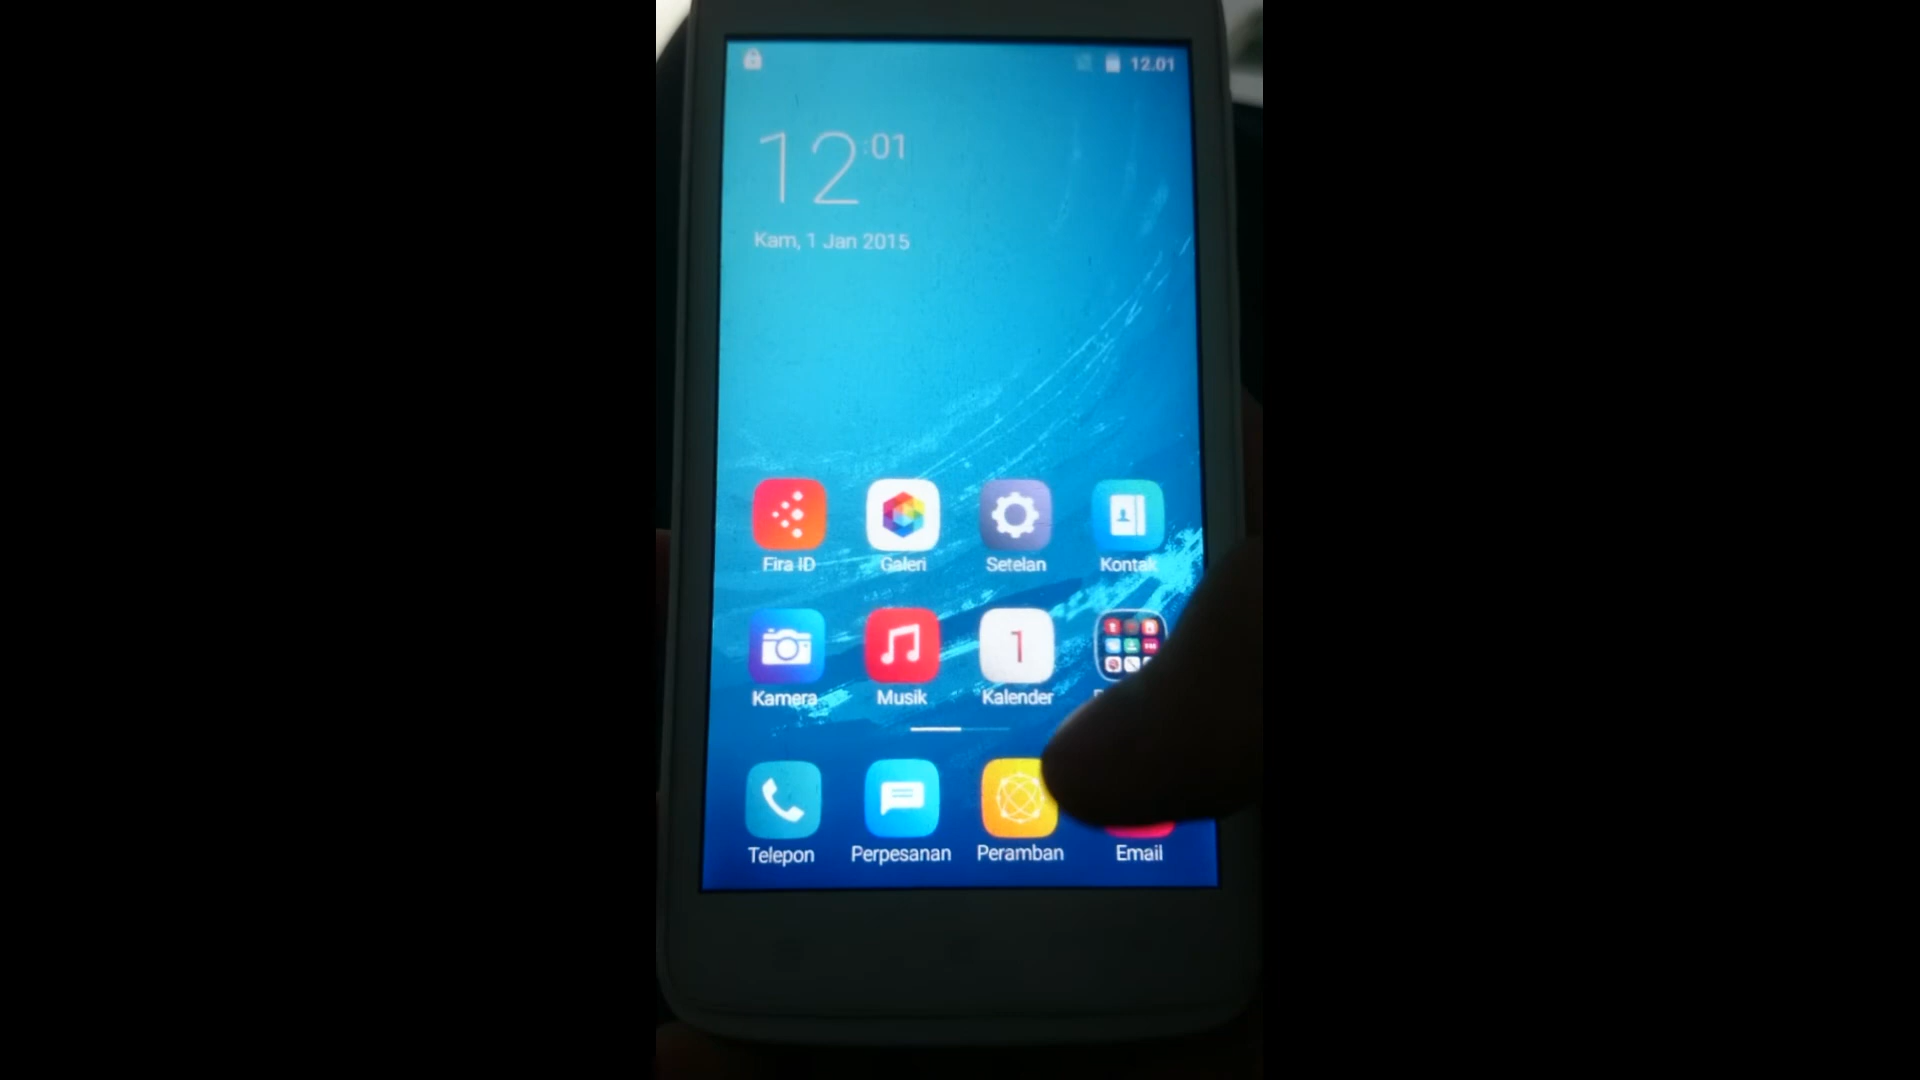 12.01
12:01
Kam, 1 Jan 2015
Fira ID
Galeri
Setelan
Kontak
Kamera
Musik
1
Kalender
Telepon
Perpesanan
Peramban
Email